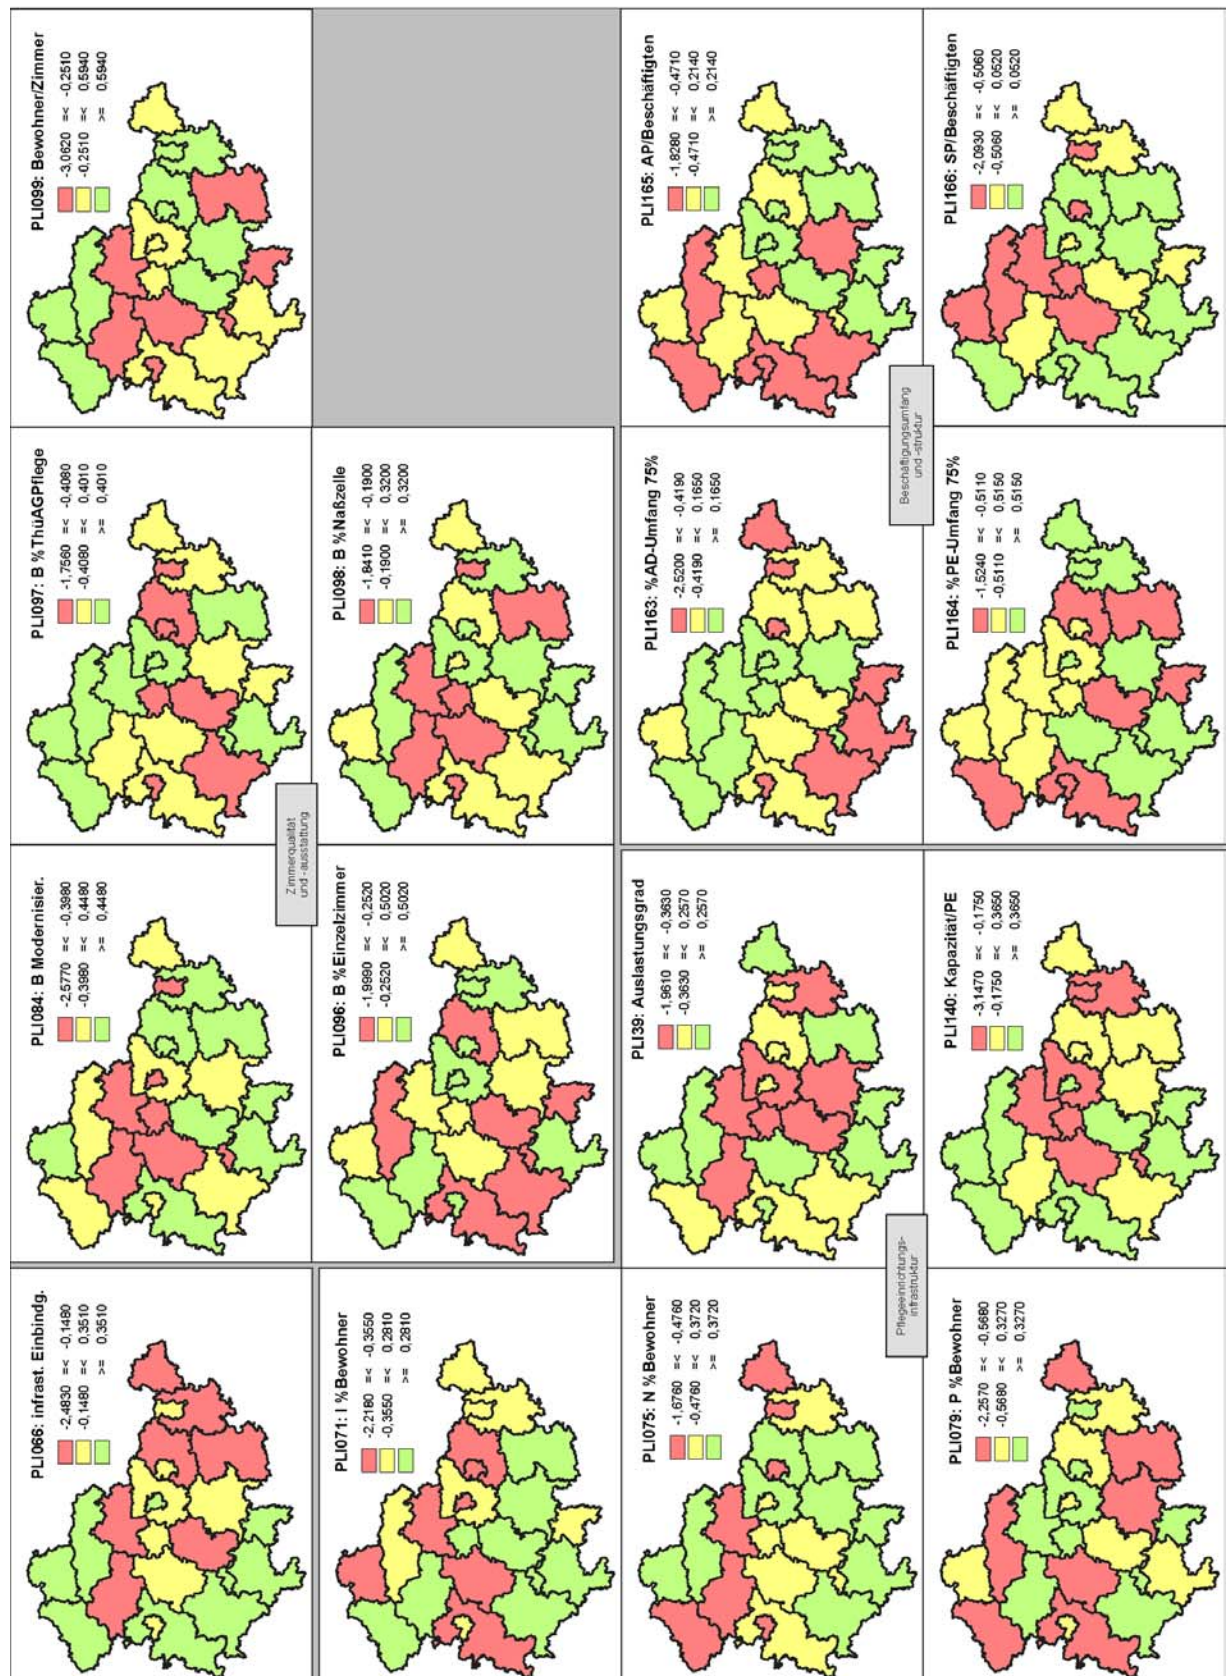 PLI066: infrast. Einbindg.
-2,4830 =< -0,1480
-0,1480 =< 0,3510
>= 0,3510
PLI084: B Modernisier.
-2,5770 =< -0,3980
-0,3980 =< 0,4480
>= 0,4480
PLI097: B %ThüAGPflege
-1,7560 =< -0,4080
-0,4080 =< 0,4010
>= 0,4010
PLI099: Bewohner/Zimmer
-3,0620 =< -0,2510
-0,2510 =< 0,5940
>= 0,5940
Zimmerqualität
und -ausstattung
PLI071: I %Bewohner
-2,2180 =< -0,3550
-0,3550 =< 0,2810
>= 0,2810
PLI096: B %Einzelzimmer
-1,9990 =< -0,2520
-0,2520 =< 0,5020
>= 0,5020
PLI098: B %Naßzelle
-1,8410 =< -0,1900
-0,1900 =< 0,3200
>= 0,3200
PLI075: N %Bewohner
-1,6760 =< -0,4760
-0,4760 =< 0,3720
>= 0,3720
PLI39: Auslastungsgrad
-1,9610 =< -0,3630
-0,3630 =< 0,2570
>= 0,2570
PLI163: %AD-Umfang 75%
-2,5200 =< -0,4190
-0,4190 =< 0,1650
>= 0,1650
PLI165: AP/Beschäftigten
-1,8280 =< -0,4710
-0,4710 =< 0,2140
>= 0,2140
Pflegeeinrichtungs-
infrastruktur
Beschäftigungsumfang
und -struktur
PLI079: P %Bewohner
-2,2570 =< -0,5680
-0,5680 =< 0,3270
>= 0,3270
PLI140: Kapazität/PE
-3,1470 =< -0,1750
-0,1750 =< 0,3650
>= 0,3650
PLI164: %PE-Umfang 75%
-1,5240 =< -0,5110
-0,5110 =< 0,5150
>= 0,5150
PLI166: SP/Beschäftigten
-2,0930 =< -0,5060
-0,5060 =< 0,0520
>= 0,0520